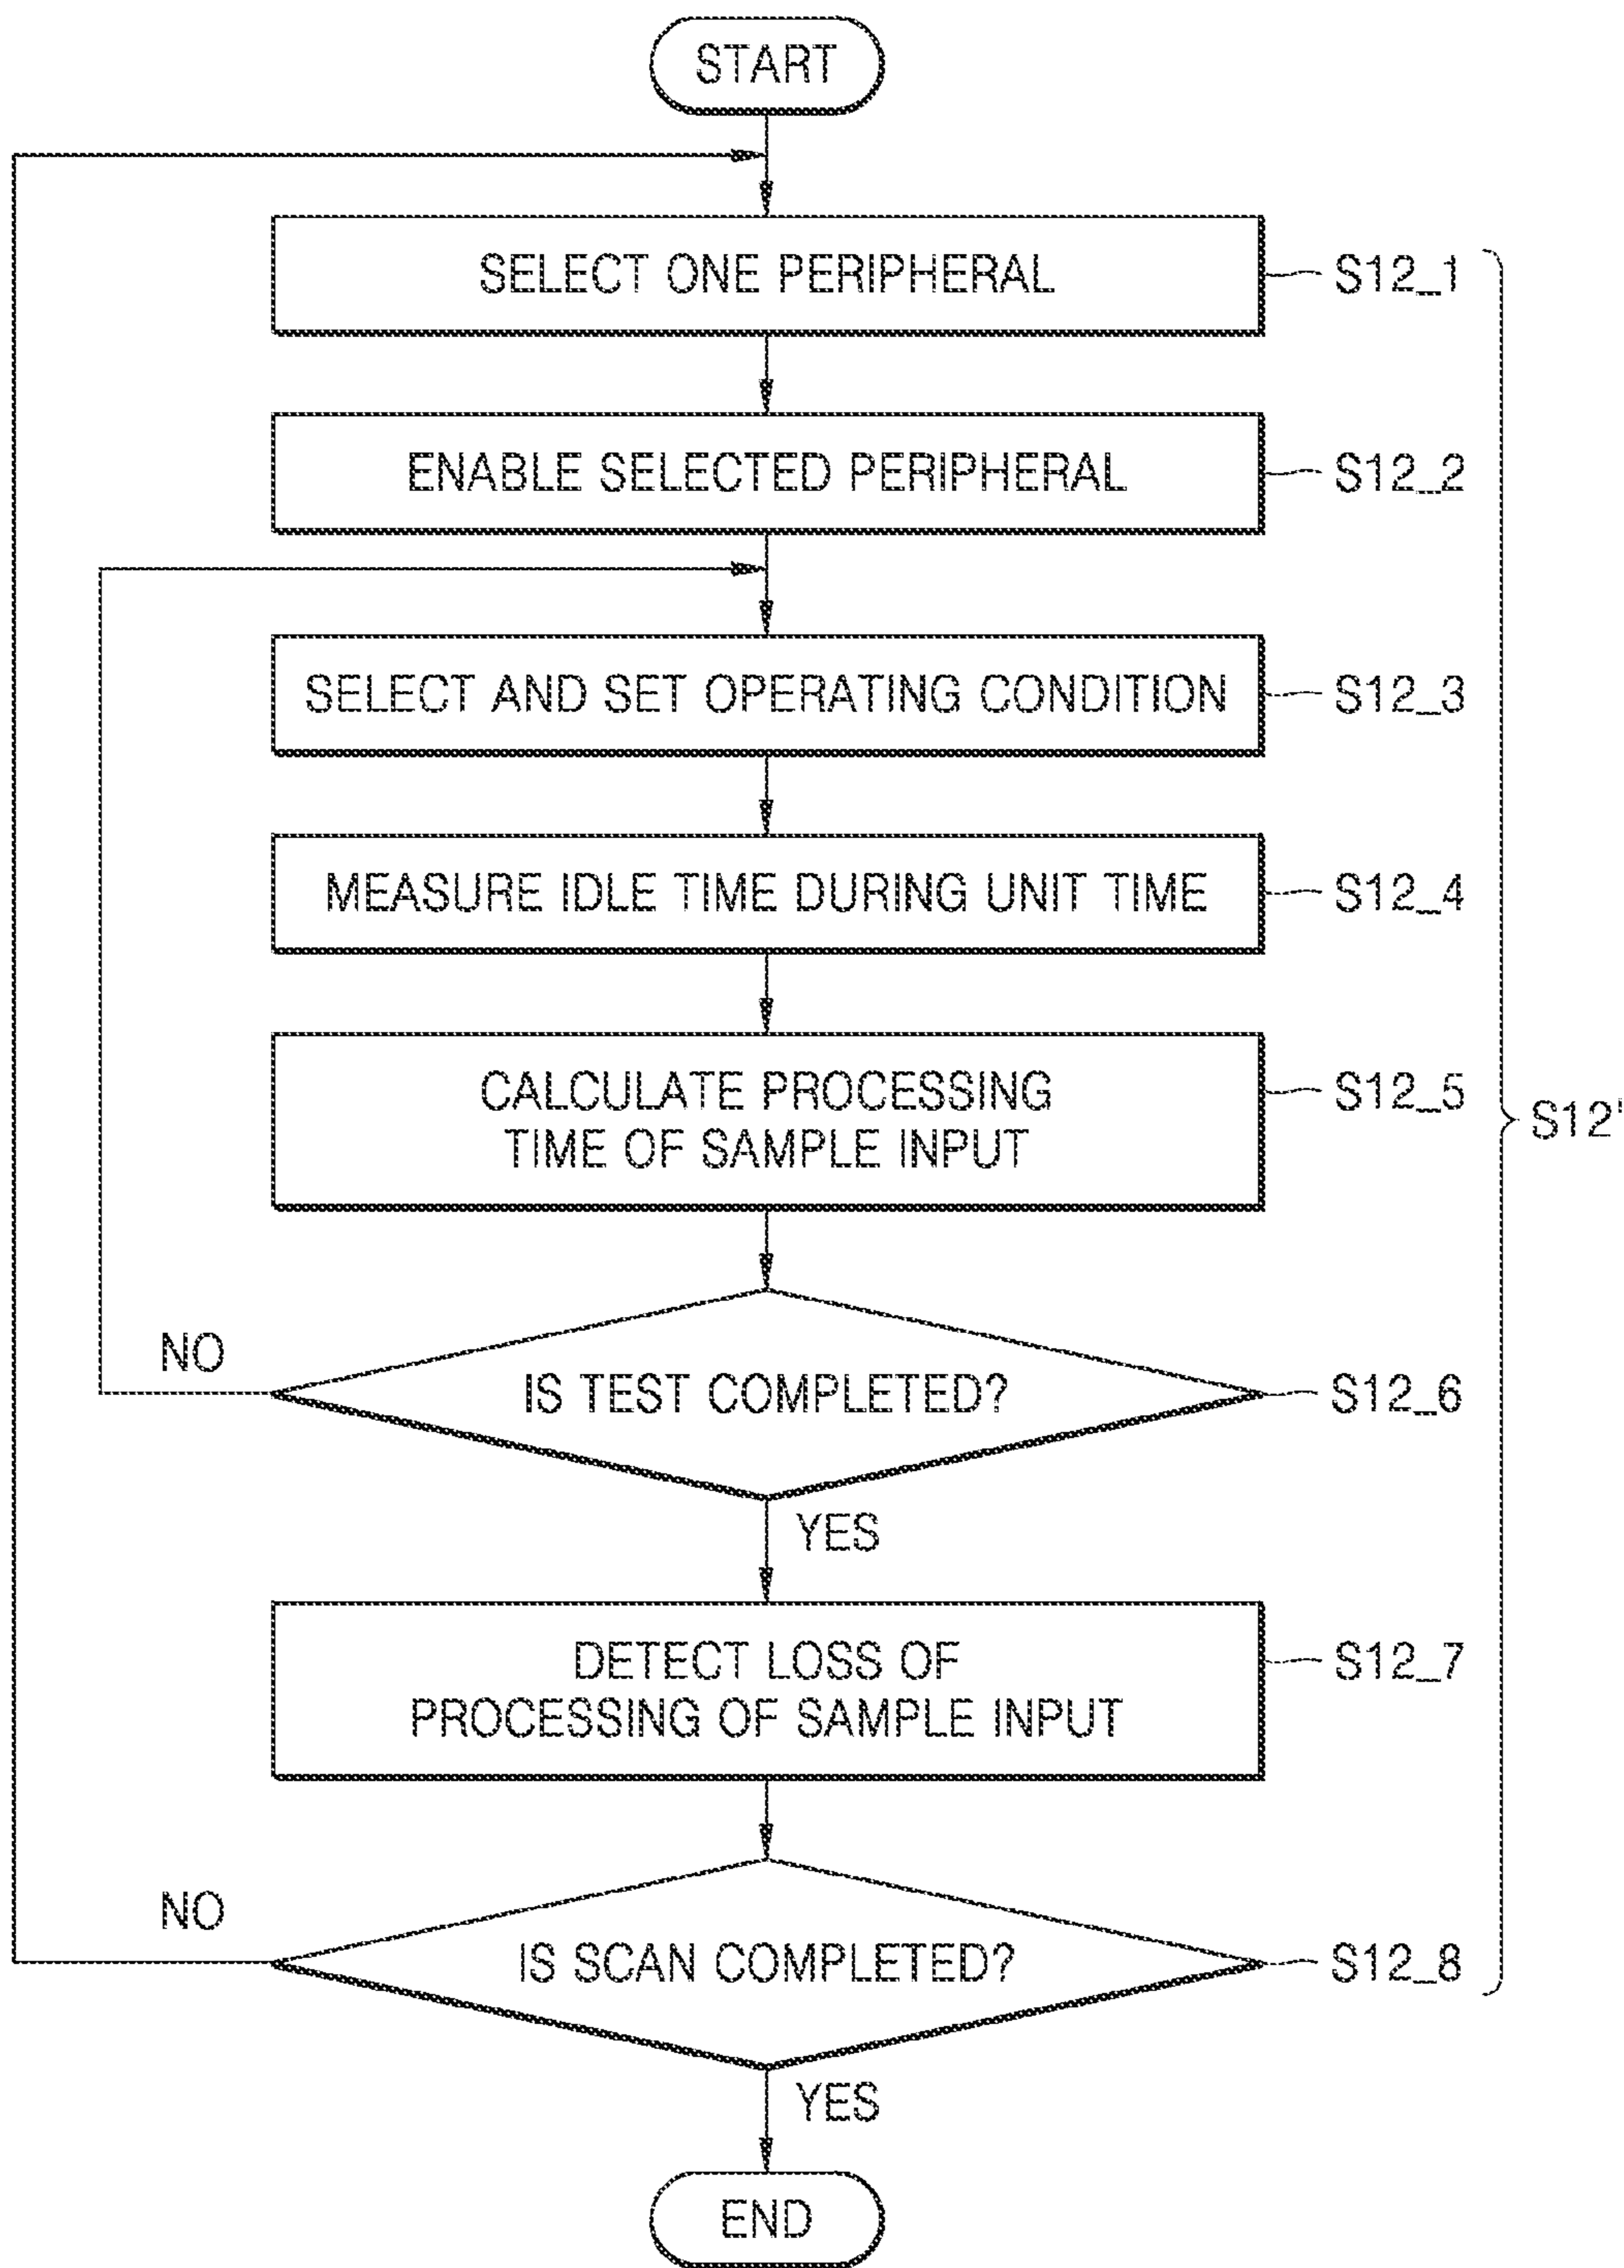 START
SELECT ONE PERIPHERAL
S12_1
ENABLE SELECTED PERIPHERAL
S12_2
SELECT AND SET OPERATING CONDITION
S12_3
MEASURE IDLE TIME DURING UNIT TIME
S12_4
CALCULATE PROCESSING
TIME OF SAMPLE INPUT
S12_5
S12'
NO
IS TEST COMPLETED?
S12_6
YES
DETECT LOSS OF
PROCESSING OF SAMPLE INPUT
S12_7
NO
IS SCAN COMPLETED?
S12_8
YES
END